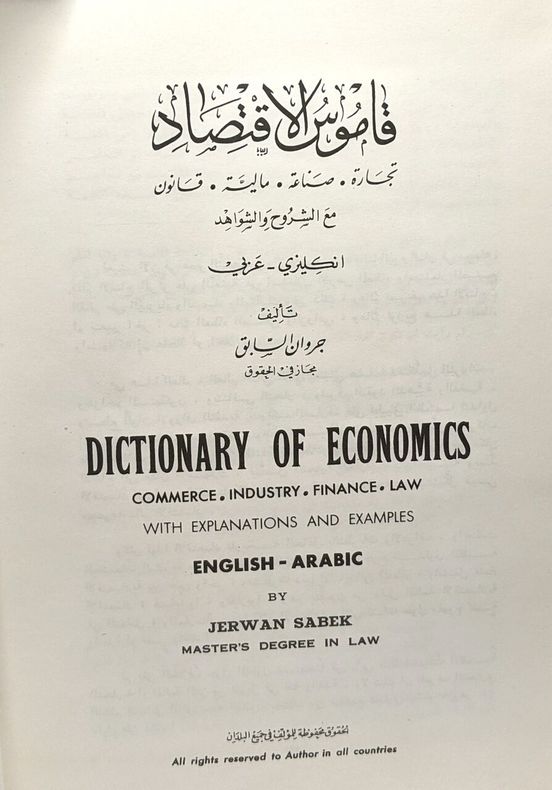 قاموس الاقتصاد
تجارة • صناعة • مالية • قانون
مع الشروح والشواهد
انكليزي - عربي
تأليف
جروان السابق
مجاز في الحقوق
DICTIONARY OF ECONOMICS
COMMERCE • INDUSTRY • FINANCE • LAW
WITH EXPLANATIONS AND EXAMPLES
ENGLISH - ARABIC
BY
JERWAN SABEK
MASTER'S DEGREE IN LAW
الحقوق محفوظة للمؤلف في جميع البلدان
All rights reserved to Author in all countries